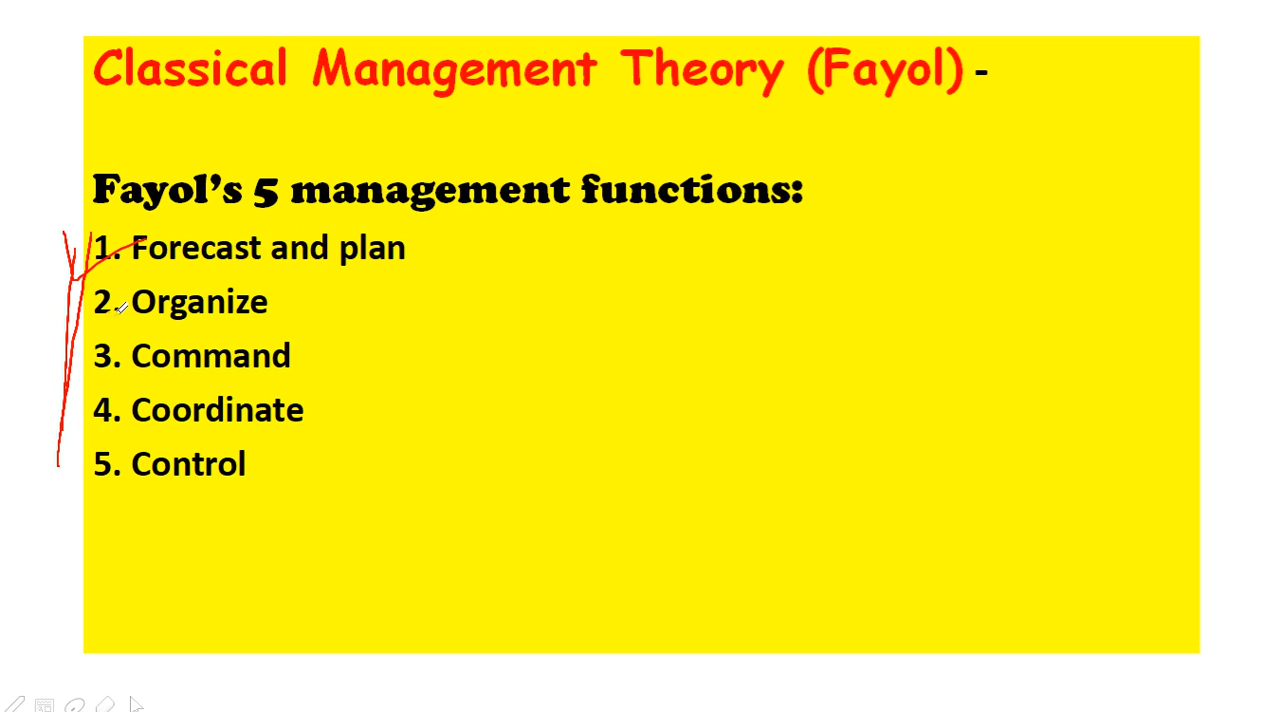 Classical Management Theory (Fayol) -
Fayol’s 5 management functions:
1. Forecast and plan
2. Organize
3. Command
4. Coordinate
5. Control